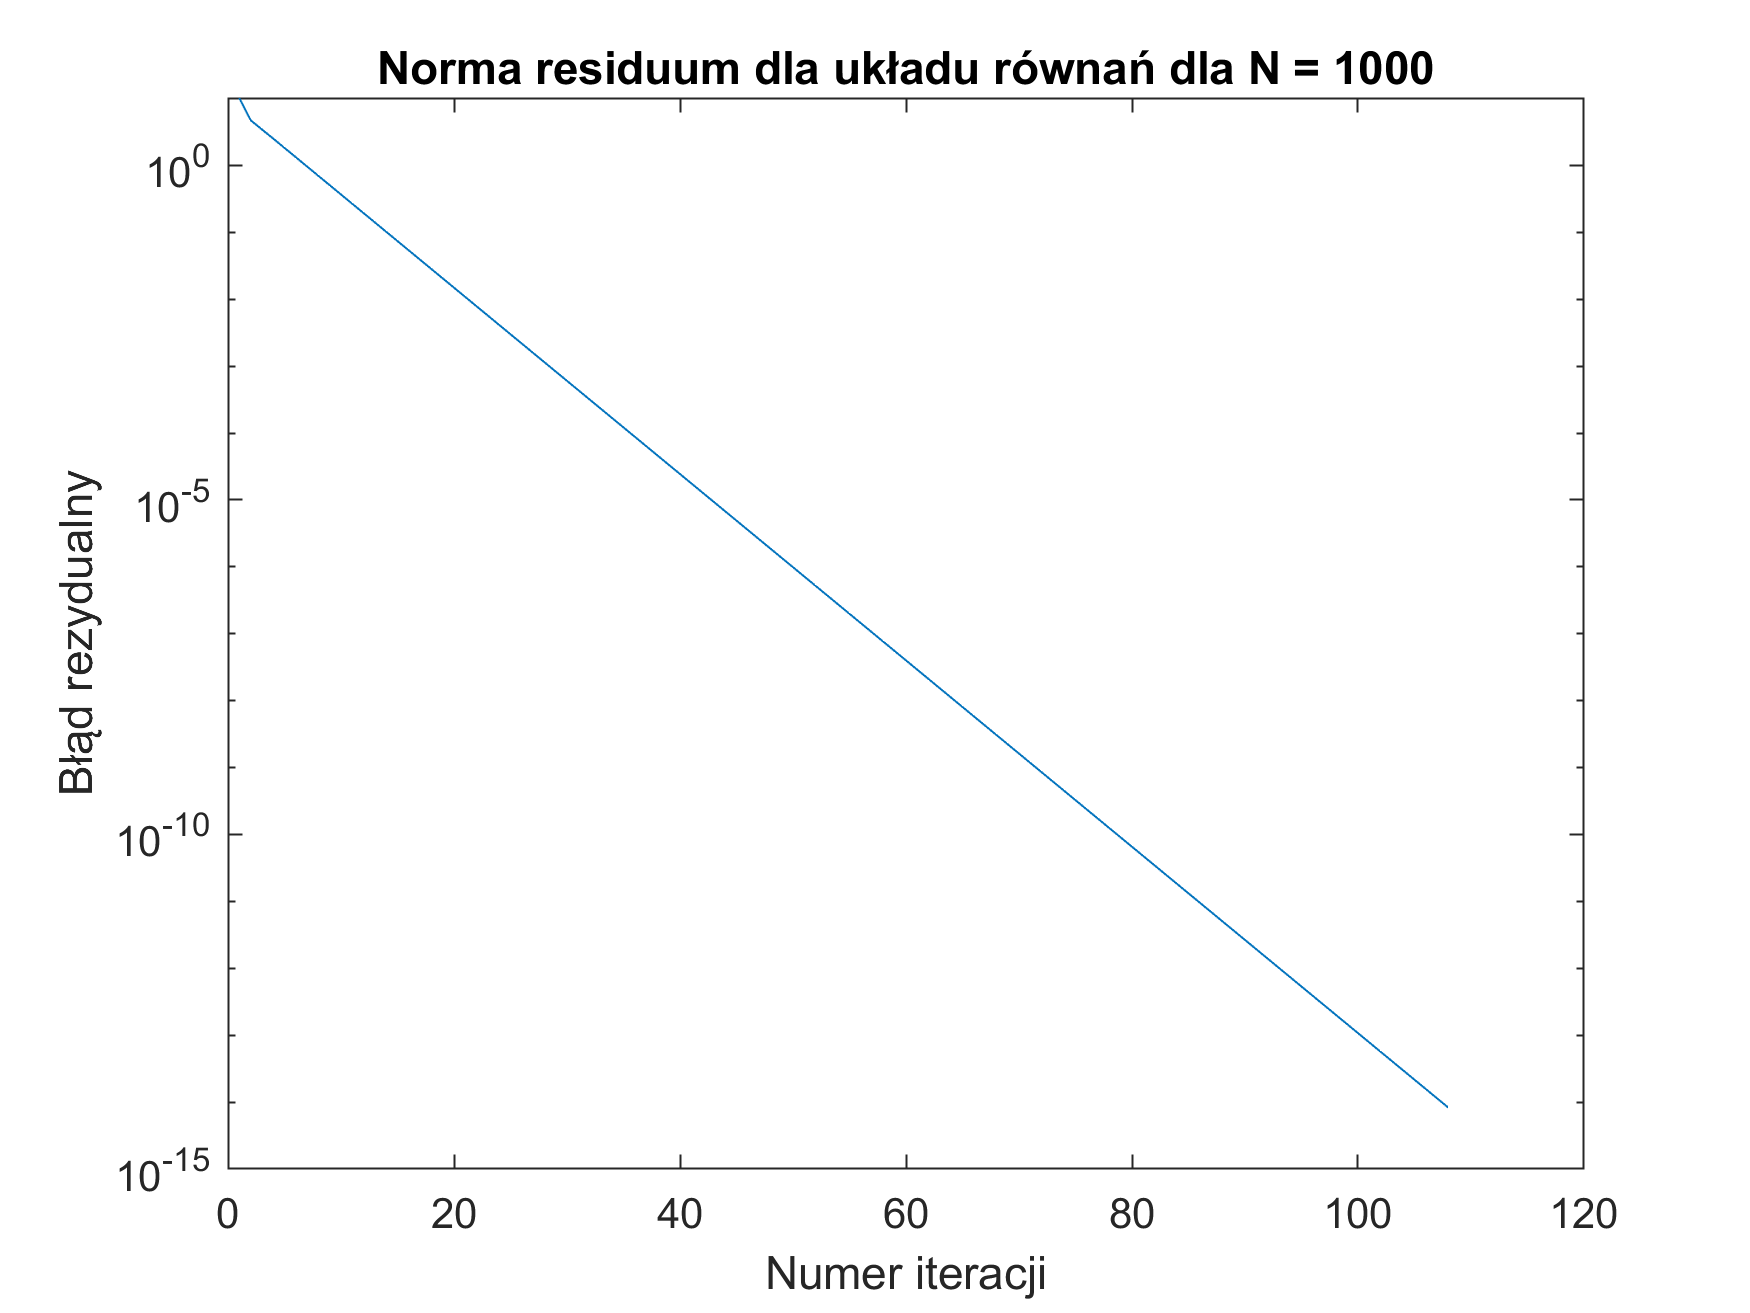 Norma residuum dla układu równań dla N = 1000
Błąd rezydualny
10^0
10^-5
10^-10
10^-15
0 20 40 60 80 100 120
Numer iteracji